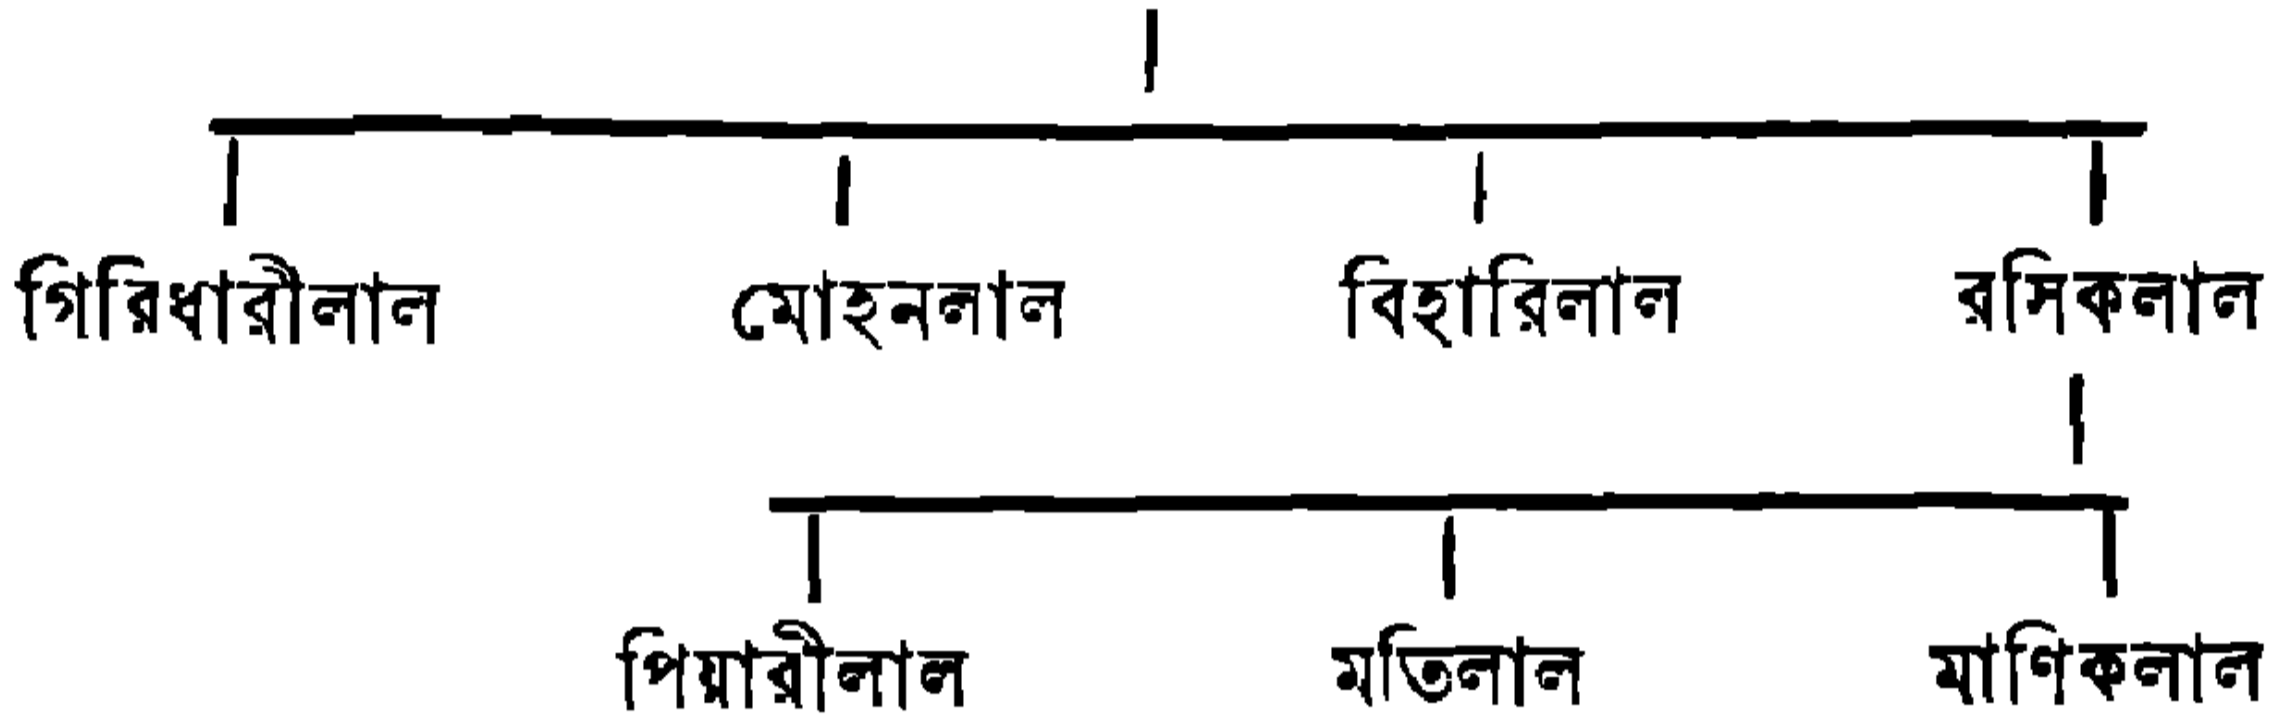 গিরিধারীলাল মোহনলাল বিহারিলাল রসিকলাল
পিয়ারীলাল মতিলাল মাণিকলাল